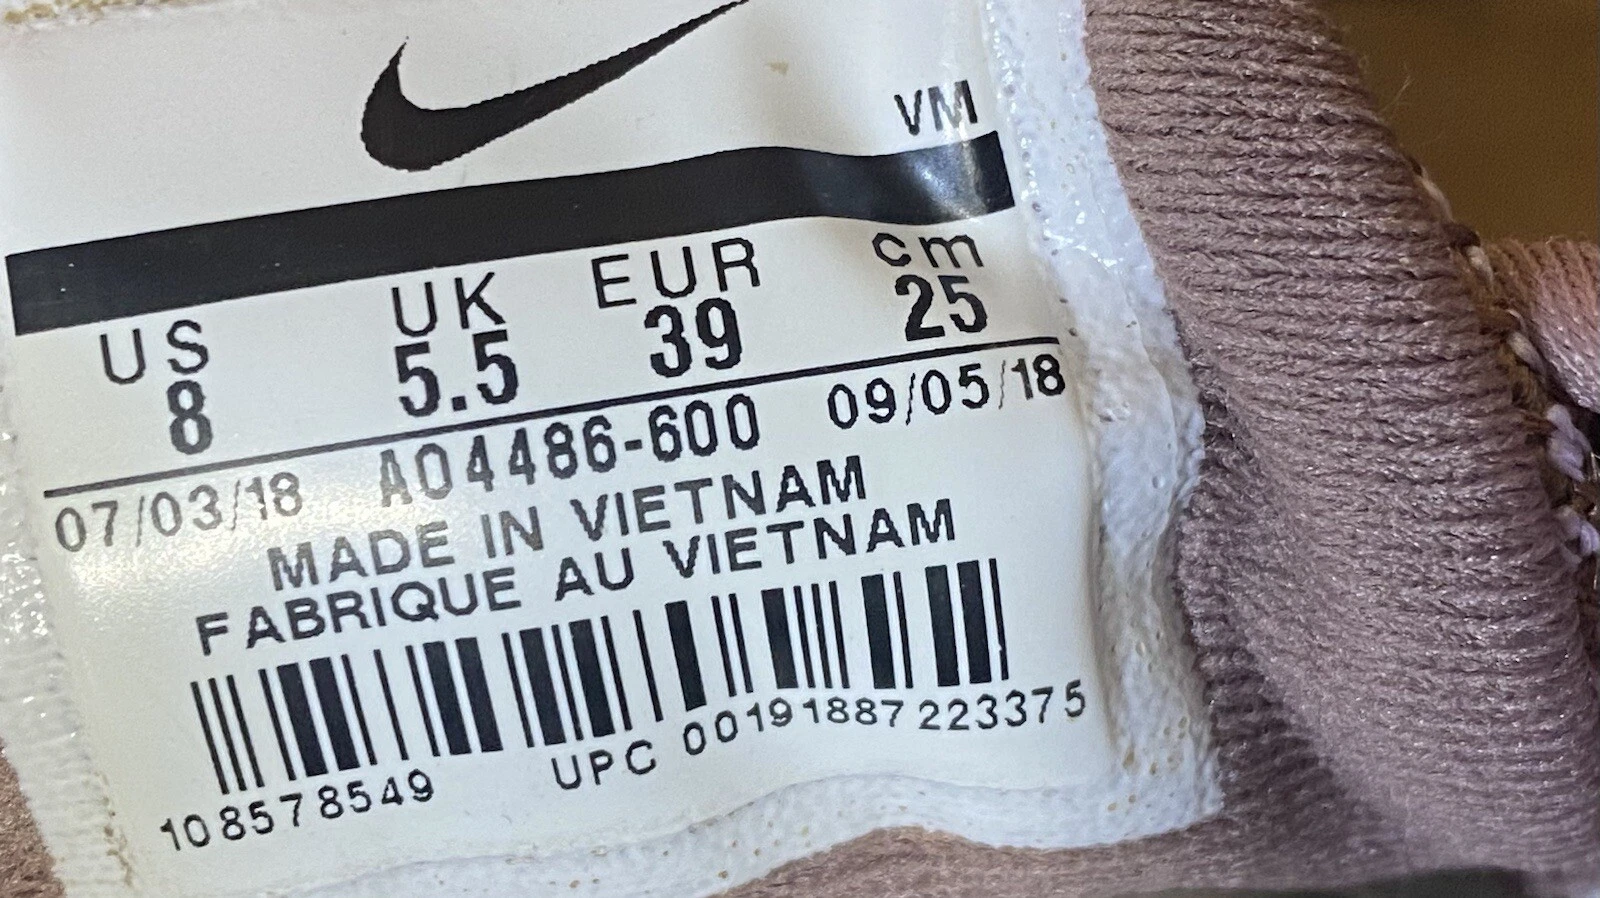 VM
US UK EUR cm
8 5.5 39 25
07/03/18 AO4486-600 09/05/18
MADE IN VIETNAM
FABRIQUE AU VIETNAM
108578549 UPC 00191887223375